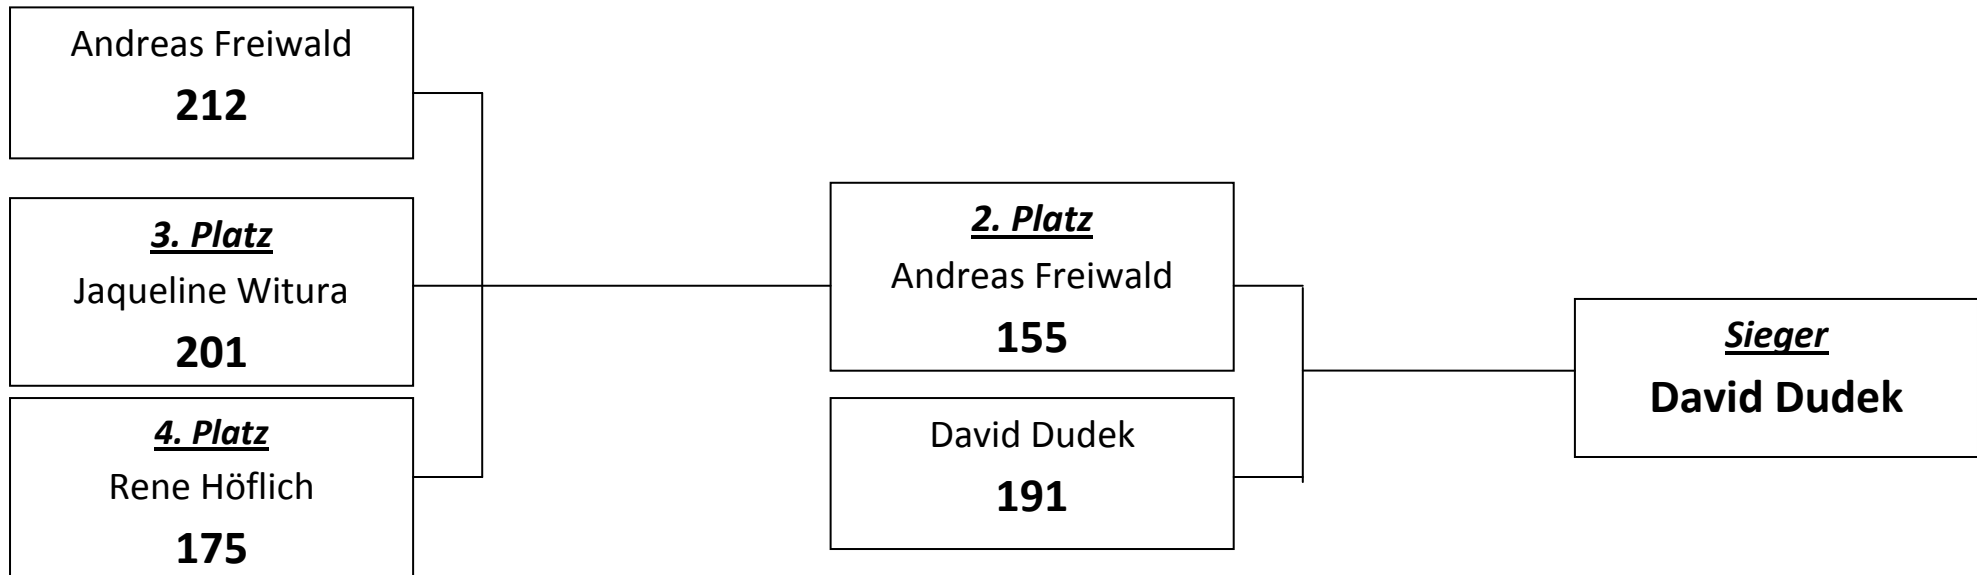 Andreas Freiwald
212
3. Platz
Jaqueline Witura
201
4. Platz
Rene Höflich
175
2. Platz
Andreas Freiwald
155
David Dudek
191
Sieger
David Dudek